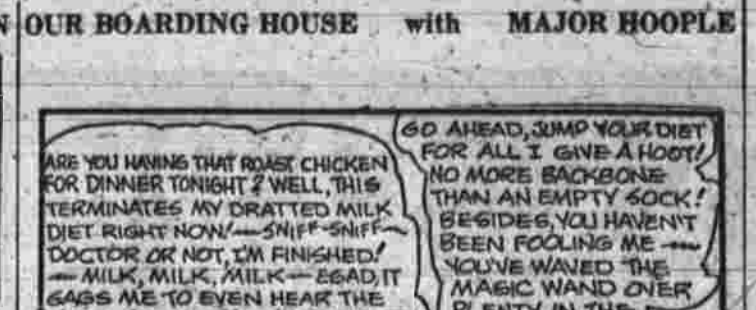 OUR BOARDING HOUSE with MAJOR HOOPLE
ARE YOU HAVING THAT ROAST CHICKEN
FOR DINNER TONIGHT? WELL, THIS
TERMINATES MY DRATTED MILK
DIET RIGHT NOW!—SNIFF-SNIFF~
DOCTOR OR NOT, I'M FINISHED!
— MILK, MILK, MILK — EGAD, IT
GAGS ME TO EVEN HEAR THE
GO AHEAD, JUMP YOUR DIET
FOR ALL I GIVE A HOOT!
NO MORE BACKBONE
THAN AN EMPTY SOCK!
BESIDES, YOU HAVEN'T
BEEN FOOLING ME —
YOU'VE WAVED THE
MAGIC WAND OVER
PLENTY IN THE